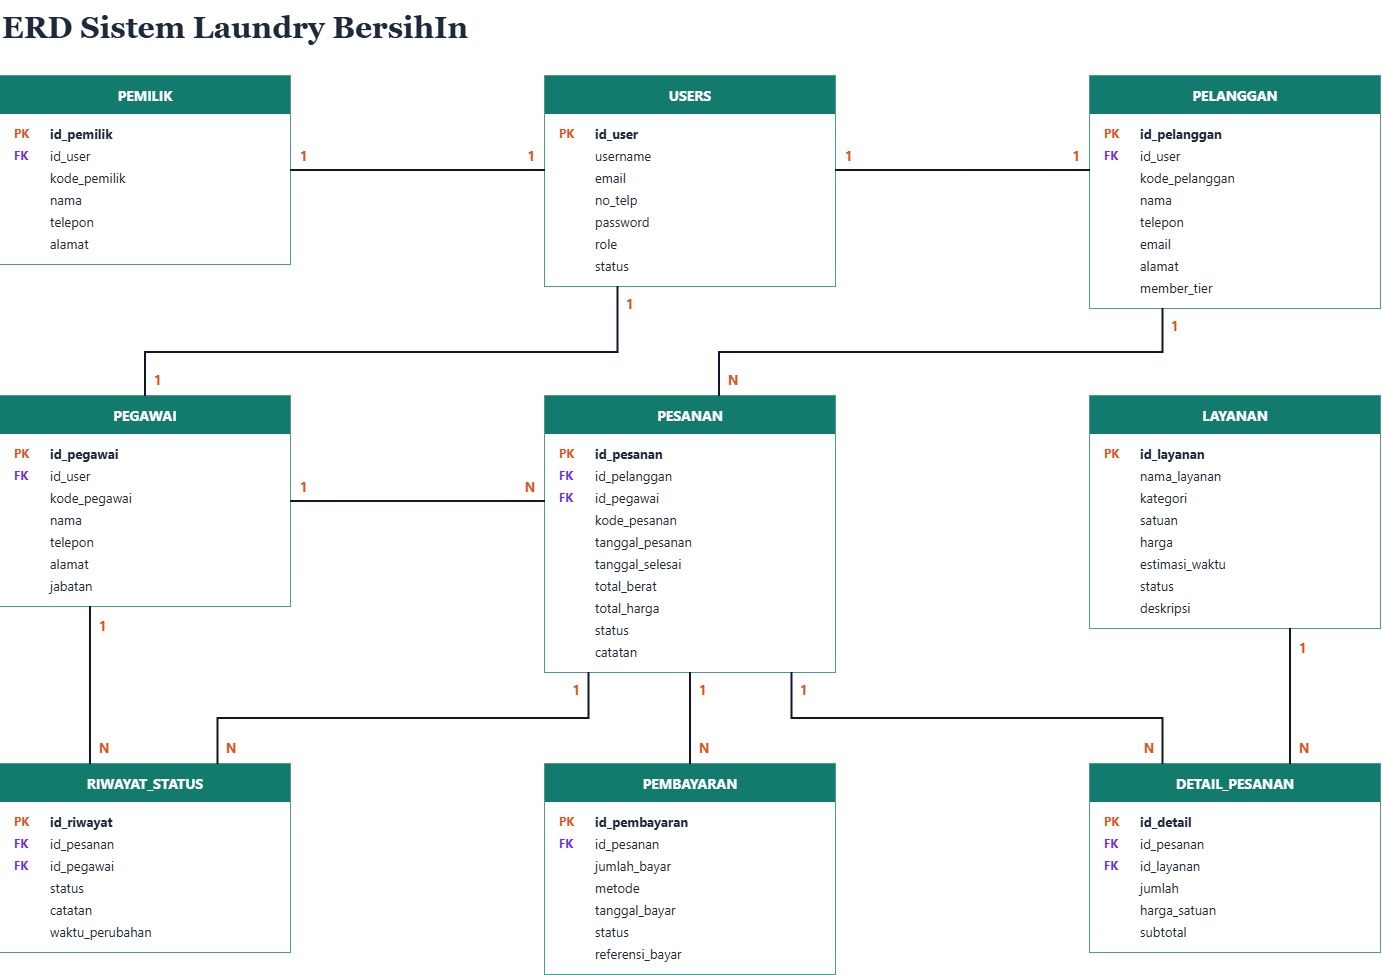 ERD Sistem Laundry BersihIn
PEMILIK
PK id_pemilik
FK id_user
kode_pemilik
nama
telepon
alamat
1
1
USERS
PK id_user
username
email
no_telp
password
role
status
1
1
PELANGGAN
PK id_pelanggan
FK id_user
kode_pelanggan
nama
telepon
email
alamat
member_tier
1
1
1
N
PEGAWAI
PK id_pegawai
FK id_user
kode_pegawai
nama
telepon
alamat
jabatan
1
N
PESANAN
PK id_pesanan
FK id_pelanggan
FK id_pegawai
kode_pesanan
tanggal_pesanan
tanggal_selesai
total_berat
total_harga
status
catatan
LAYANAN
PK id_layanan
nama_layanan
kategori
satuan
harga
estimasi_waktu
status
deskripsi
1
1
1
1
1
N
N
N
N
N
RIWAYAT_STATUS
PK id_riwayat
FK id_pesanan
FK id_pegawai
status
catatan
waktu_perubahan
PEMBAYARAN
PK id_pembayaran
FK id_pesanan
jumlah_bayar
metode
tanggal_bayar
status
referensi_bayar
DETAIL_PESANAN
PK id_detail
FK id_pesanan
FK id_layanan
jumlah
harga_satuan
subtotal